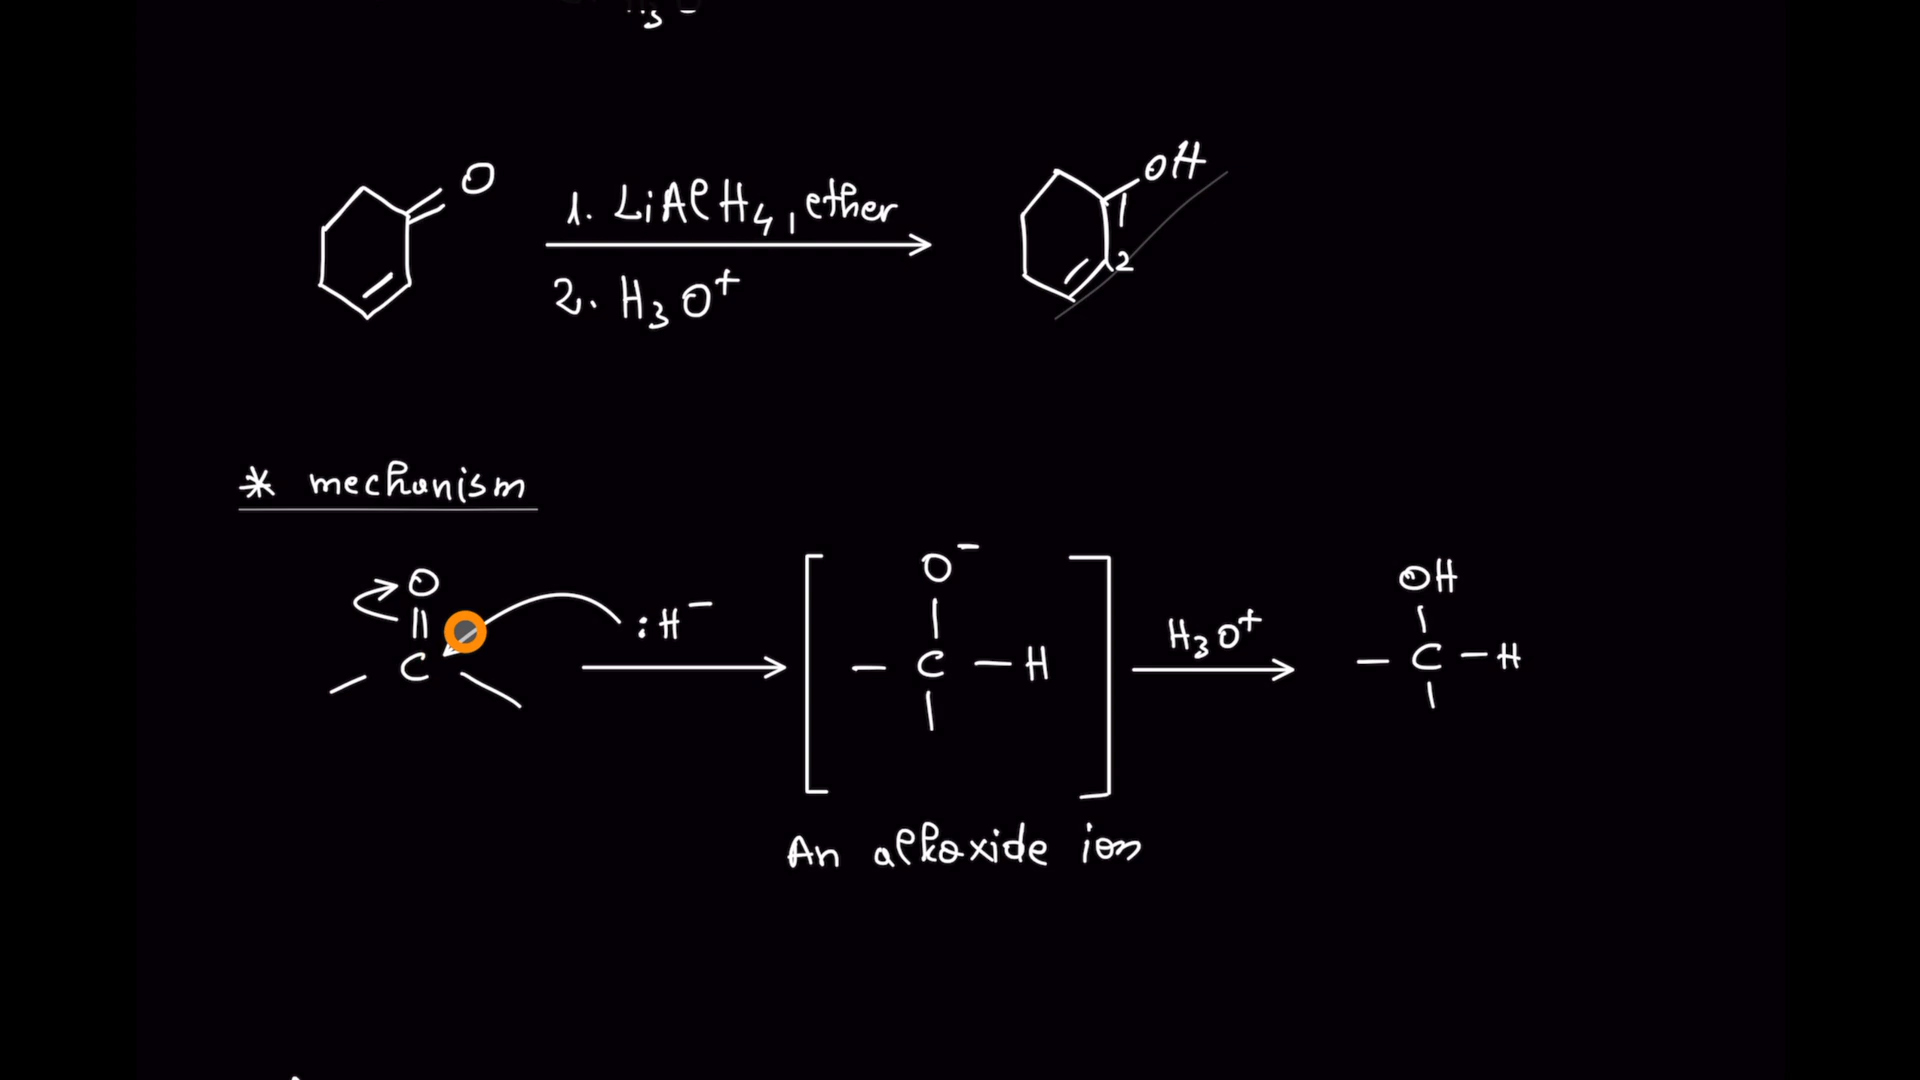 O
1. LiAlH4, ether
2. H3O+
OH
1
2
* mechanism
O
C
:H−
O−
− C − H
H3O+
OH
− C − H
An alkoxide ion